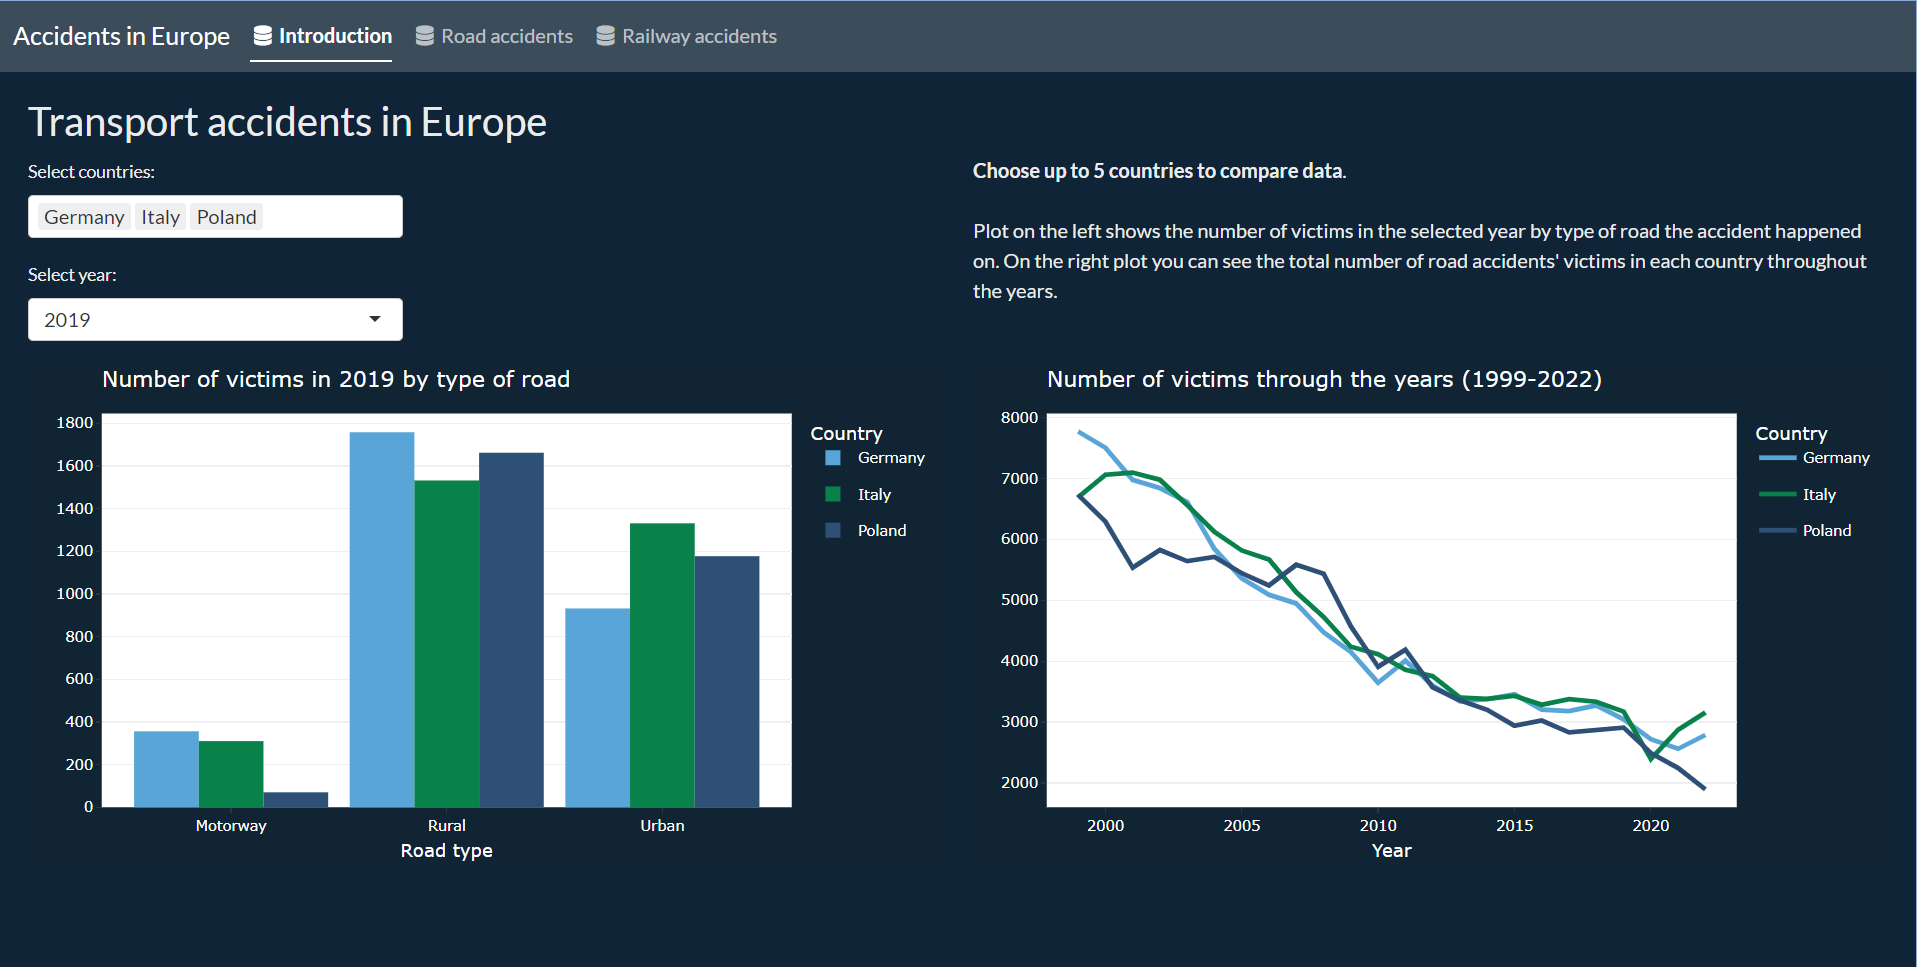 Accidents in Europe Introduction Road accidents Railway accidents
Transport accidents in Europe
Select countries:
Germany Italy Poland
Select year:
2019
Choose up to 5 countries to compare data.
Plot on the left shows the number of victims in the selected year by type of road the accident happened
on. On the right plot you can see the total number of road accidents' victims in each country throughout
the years.
Number of victims in 2019 by type of road
1800
1600
1400
1200
1000
800
600
400
200
0
Motorway Rural Urban
Road type
Country
Germany
Italy
Poland
Number of victims through the years (1999-2022)
8000
7000
6000
5000
4000
3000
2000
2000 2005 2010 2015 2020
Year
Country
Germany
Italy
Poland